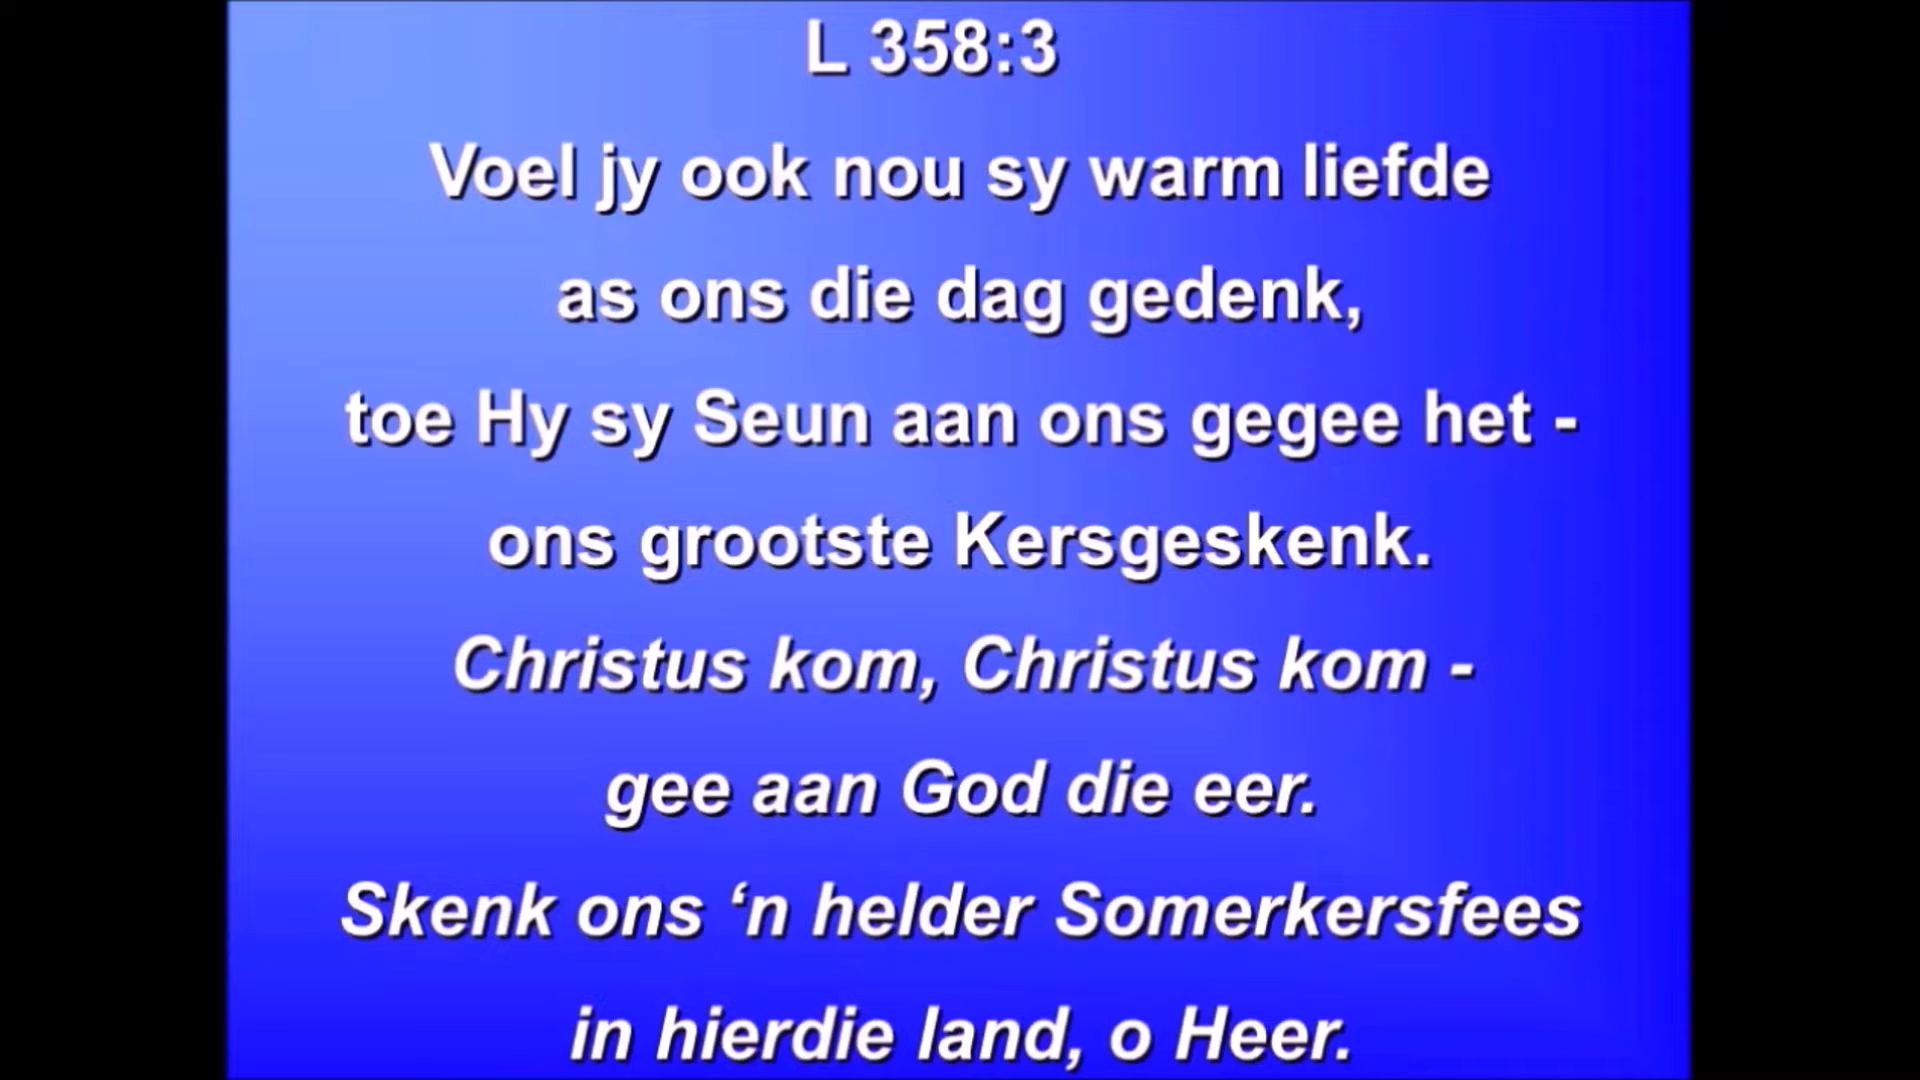 L 358:3
Voel jy ook nou sy warm liefde
as ons die dag gedenk,
toe Hy sy Seun aan ons gegee het -
ons grootste Kersgeskenk.
Christus kom, Christus kom -
gee aan God die eer.
Skenk ons ‘n helder Somerkersfees
in hierdie land, o Heer.